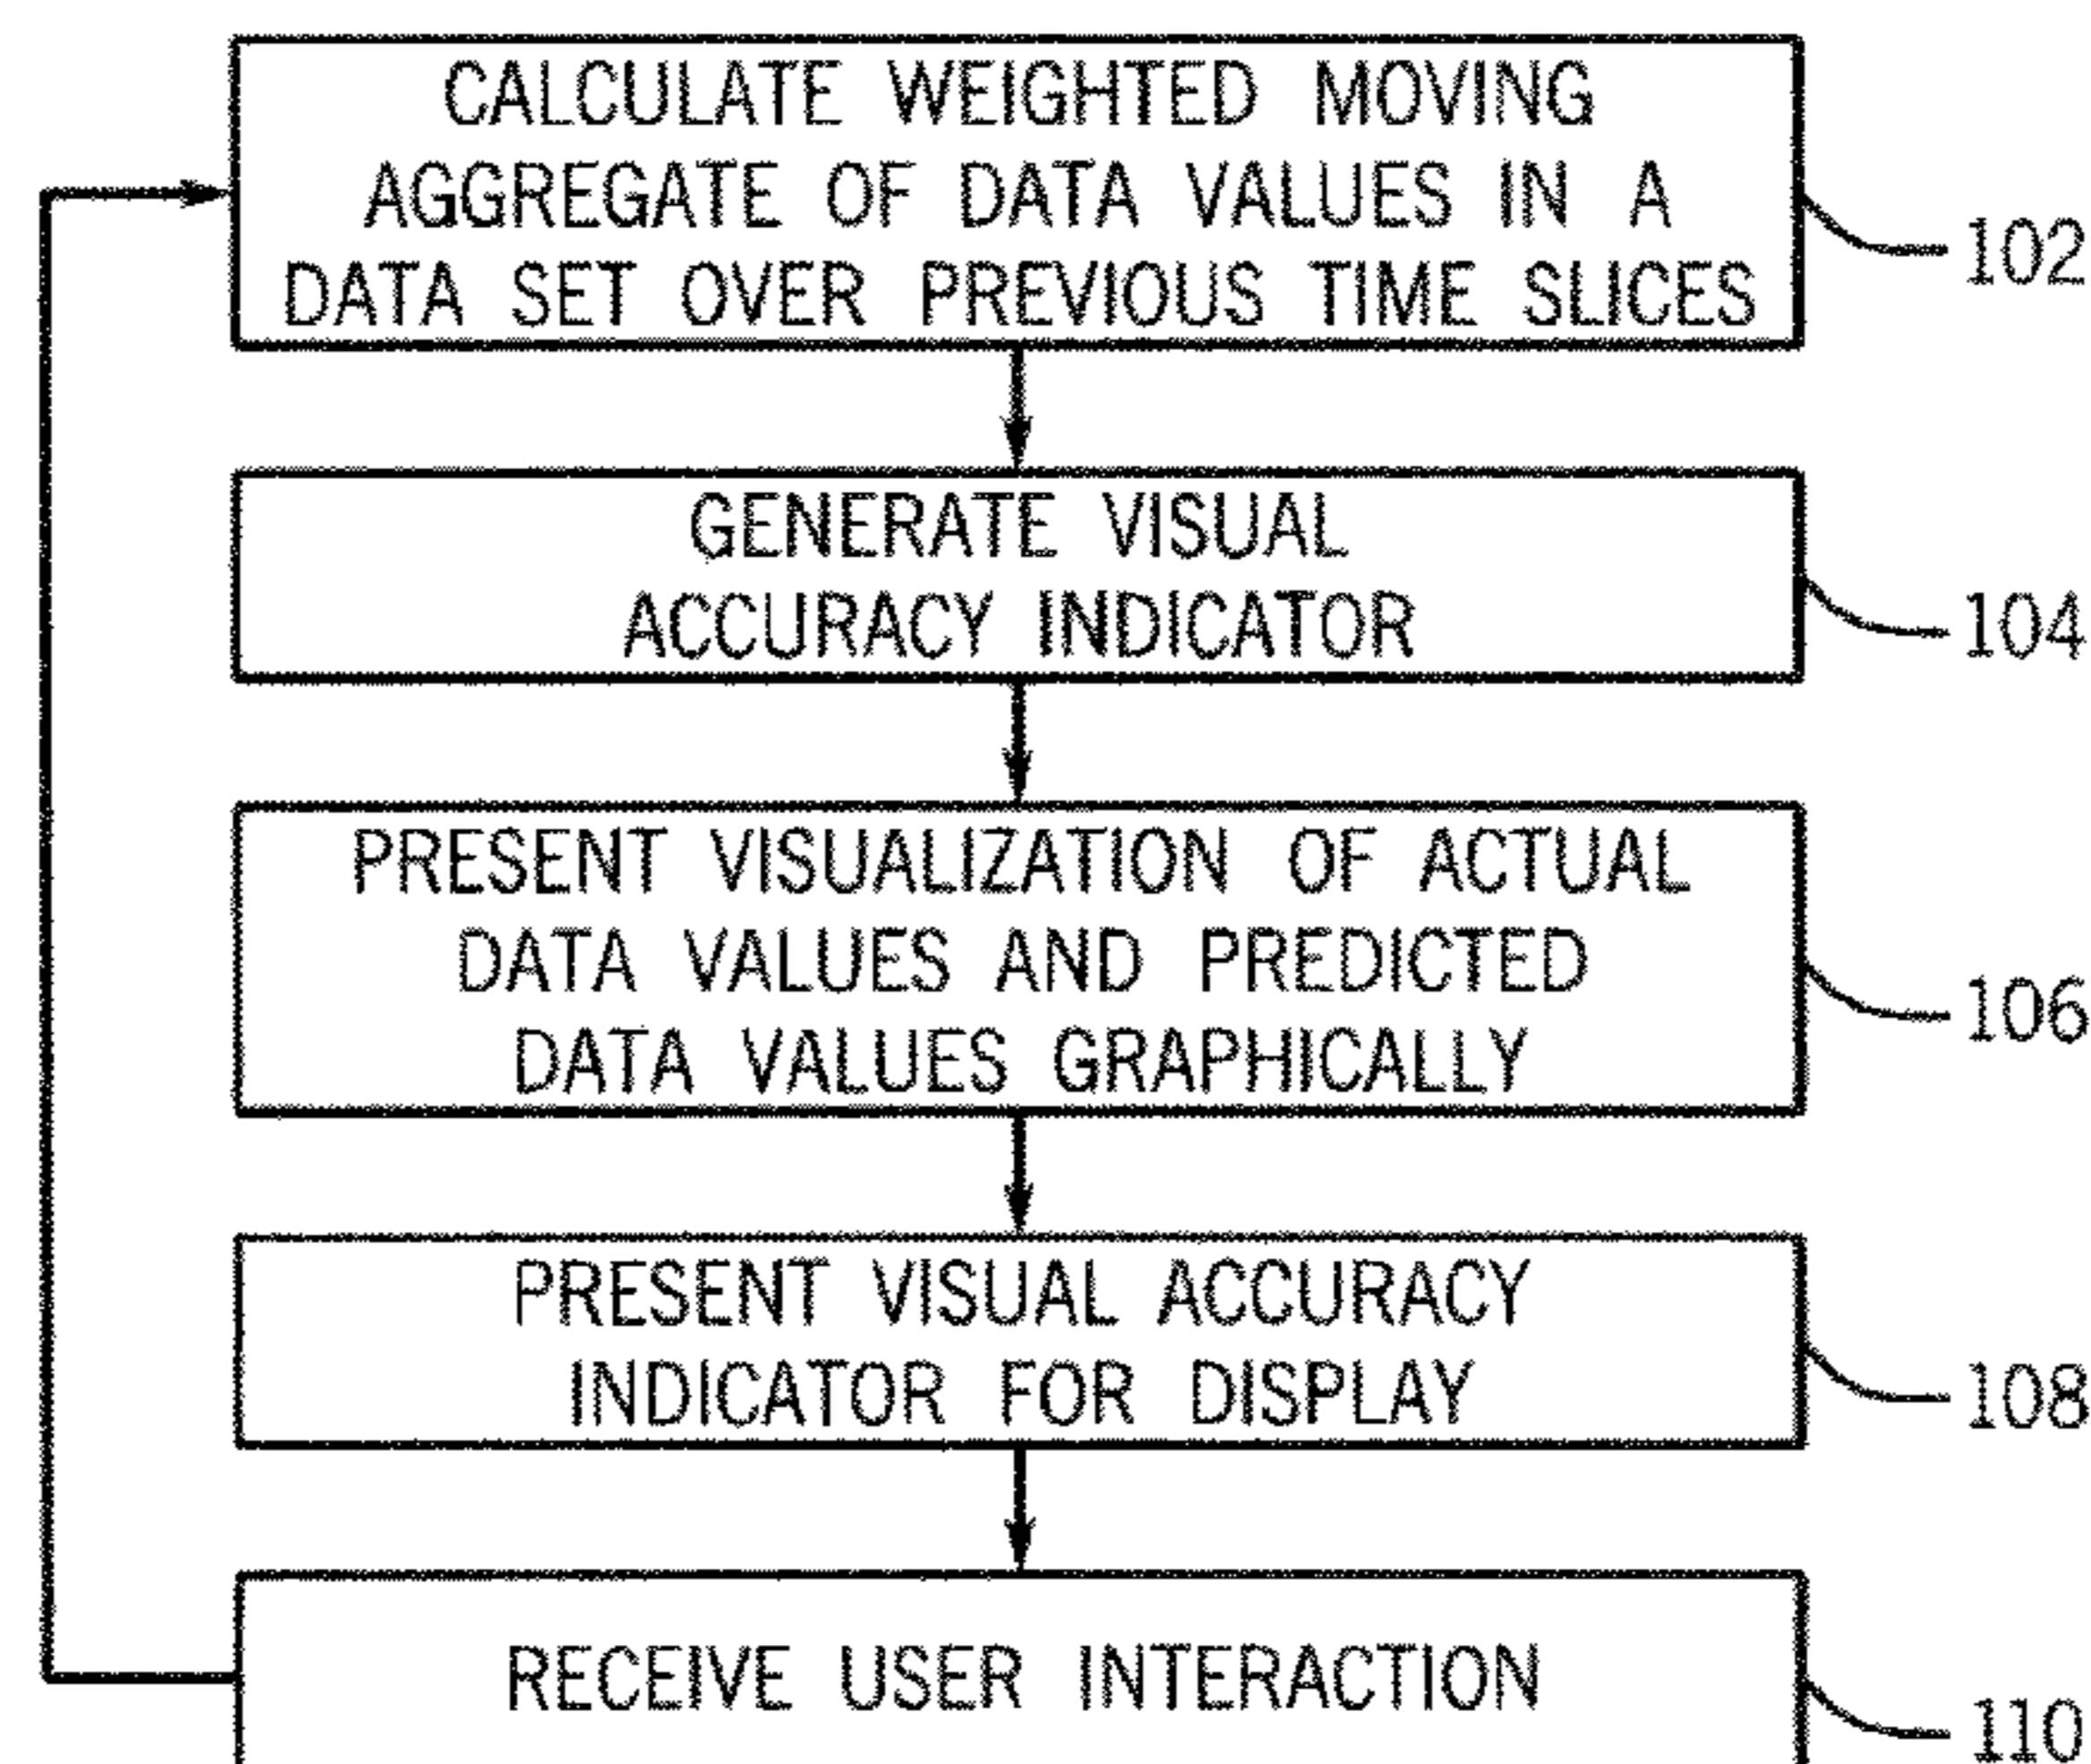 CALCULATE WEIGHTED MOVING
AGGREGATE OF DATA VALUES IN A
DATA SET OVER PREVIOUS TIME SLICES
102
GENERATE VISUAL
ACCURACY INDICATOR
104
PRESENT VISUALIZATION OF ACTUAL
DATA VALUES AND PREDICTED
DATA VALUES GRAPHICALLY
106
PRESENT VISUAL ACCURACY
INDICATOR FOR DISPLAY
108
RECEIVE USER INTERACTION
110